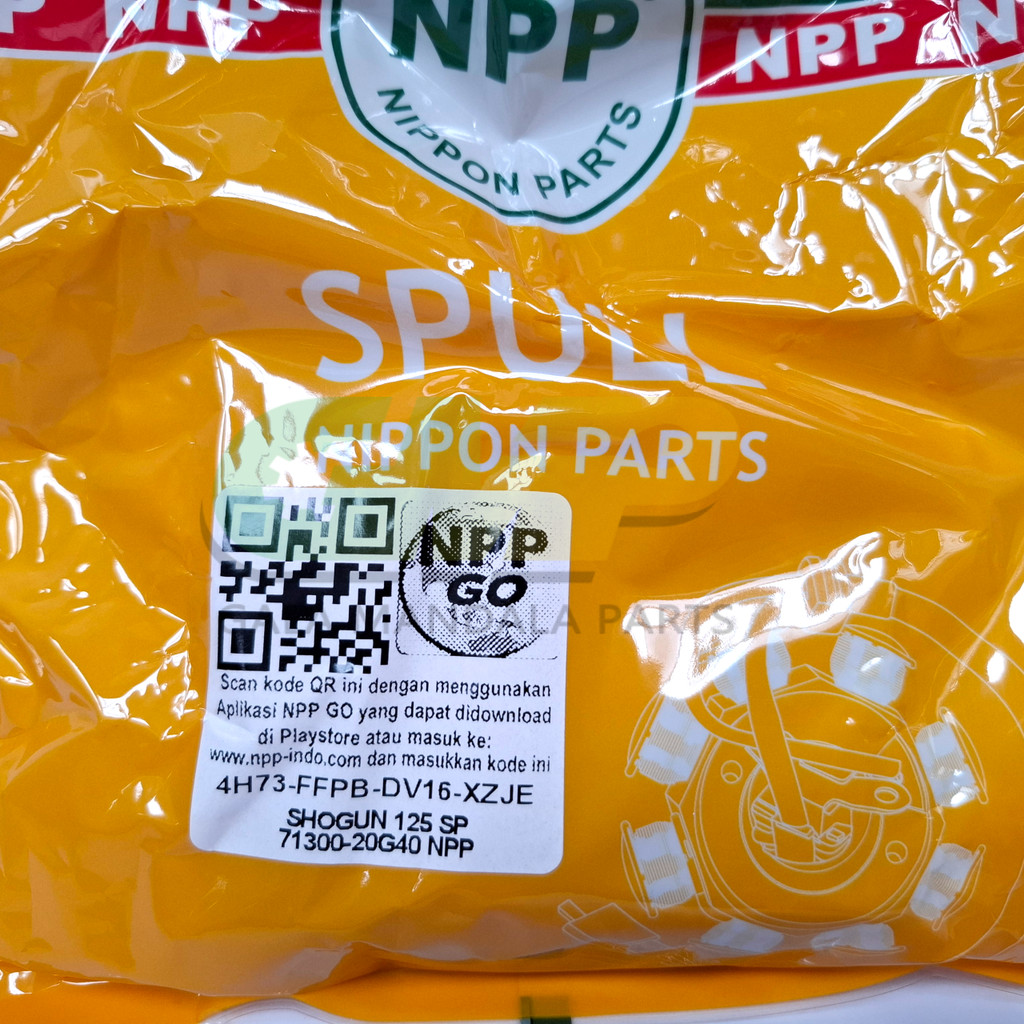 NPP
NPP
NPP
NIPPON PARTS
SPULL
NIPPON PARTS
NPP
GO
PARTS
Scan kode QR ini dengan menggunakan
Aplikasi NPP GO yang dapat didownload
di Playstore atau masuk ke:
www.npp-indo.com dan masukkan kode ini
4H73-FFPB-DV16-XZJE
SHOGUN 125 SP
71300-20G40 NPP